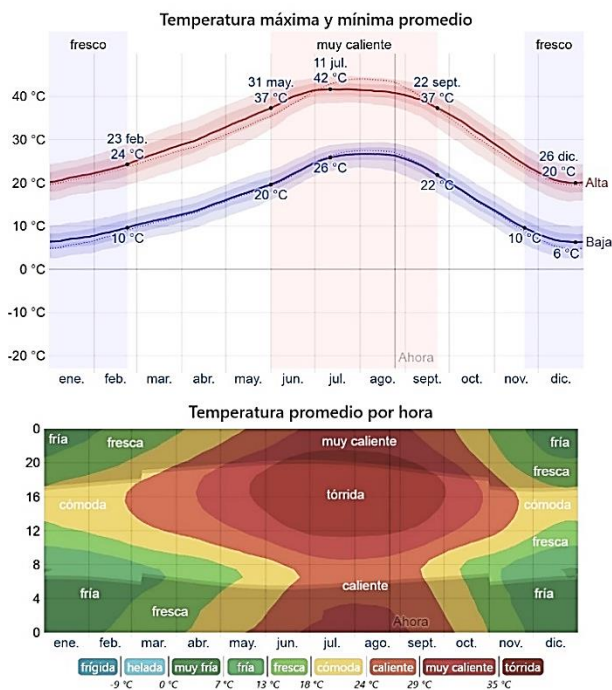 Temperatura máxima y mínima promedio
fresco
muy caliente
fresco
11 jul.
42 °C
31 may.
37 °C
22 sept.
37 °C
23 feb.
24 °C
26 dic.
20 °C
Alta
26 °C
20 °C
22 °C
10 °C
10 °C
6 °C
Baja
40 °C
30 °C
20 °C
10 °C
0 °C
-10 °C
-20 °C
Ahora
ene. feb. mar. abr. may. jun. jul. ago. sept. oct. nov. dic.
Temperatura promedio por hora
0
20
16
12
8
4
0
fría
fresca
muy caliente
fría
fresca
tórrida
cómoda
cómoda
fresca
caliente
fría
fresca
fría
Ahora
ene. feb. mar. abr. may. jun. jul. ago. sept. oct. nov. dic.
frígida helada muy fría fría fresca cómoda caliente muy caliente tórrida
-9 °C 0 °C 7 °C 13 °C 18 °C 24 °C 29 °C 35 °C